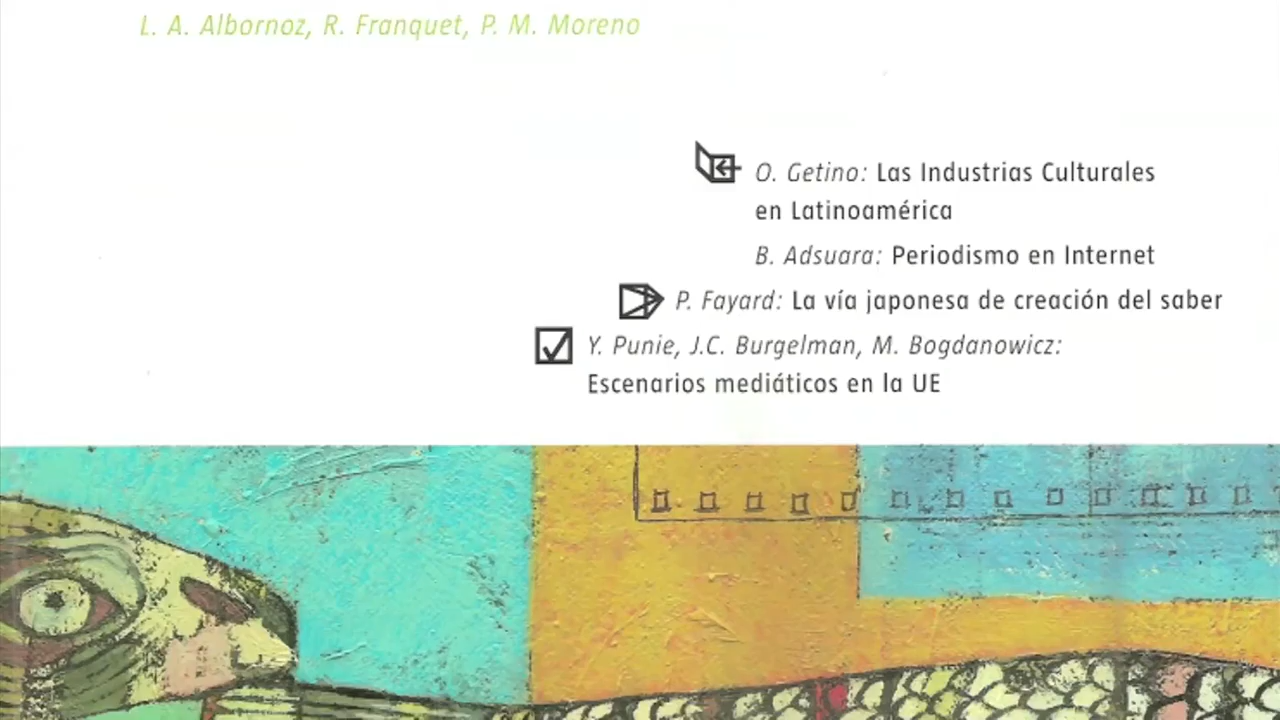 L. A. Albornoz, R. Franquet, P. M. Moreno
O. Getino: Las Industrias Culturales
en Latinoamérica
B. Adsuara: Periodismo en Internet
P. Fayard: La vía japonesa de creación del saber
Y. Punie, J.C. Burgelman, M. Bogdanowicz:
Escenarios mediáticos en la UE